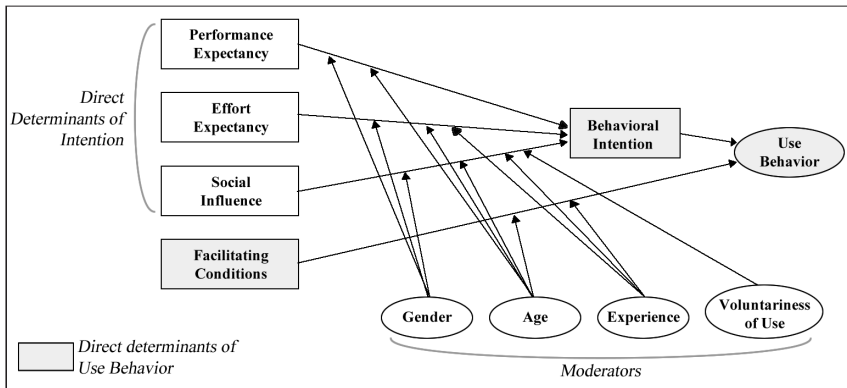 Performance
Expectancy
Direct
Determinants of
Intention
Effort
Expectancy
Social
Influence
Facilitating
Conditions
Behavioral
Intention
Use
Behavior
Gender
Age
Experience
Voluntariness
of Use
Moderators
Direct determinants of
Use Behavior